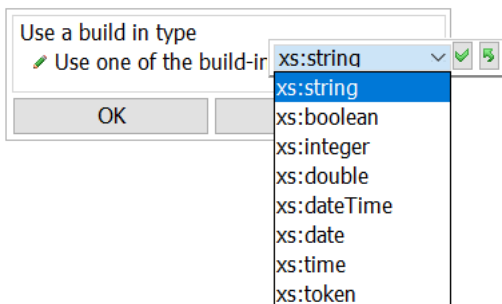 Use a build in type
Use one of the build-in xs:string
OK
xs:string
xs:boolean
xs:integer
xs:double
xs:dateTime
xs:date
xs:time
xs:token